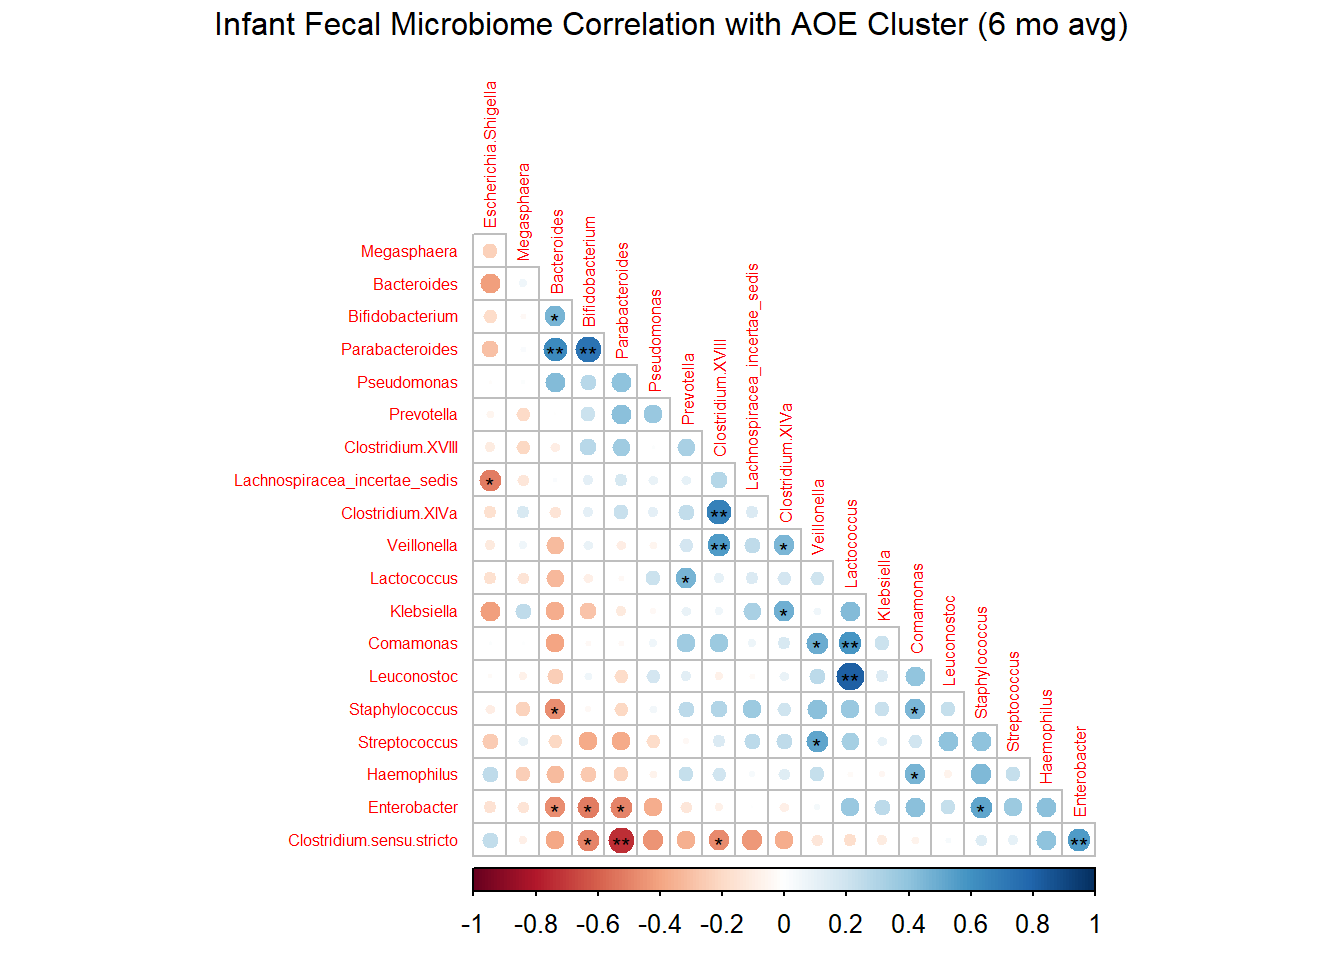 Infant Fecal Microbiome Correlation with AOE Cluster (6 mo avg)
Escherichia.Shigella
Megasphaera
Bacteroides
Bifidobacterium
Parabacteroides
Pseudomonas
Prevotella
Clostridium.XVIII
Lachnospiracea_incertae_sedis
Clostridium.XIVa
Veillonella
Lactococcus
Klebsiella
Comamonas
Leuconostoc
Staphylococcus
Streptococcus
Haemophilus
Enterobacter
Megasphaera
Bacteroides
Bifidobacterium *
Parabacteroides ** **
Pseudomonas
Prevotella
Clostridium.XVIII
Lachnospiracea_incertae_sedis *
Clostridium.XIVa **
Veillonella ** *
Lactococcus *
Klebsiella *
Comamonas * **
Leuconostoc **
Staphylococcus * *
Streptococcus *
Haemophilus *
Enterobacter * * * *
Clostridium.sensu.stricto * ** * **
-1 -0.8 -0.6 -0.4 -0.2 0 0.2 0.4 0.6 0.8 1